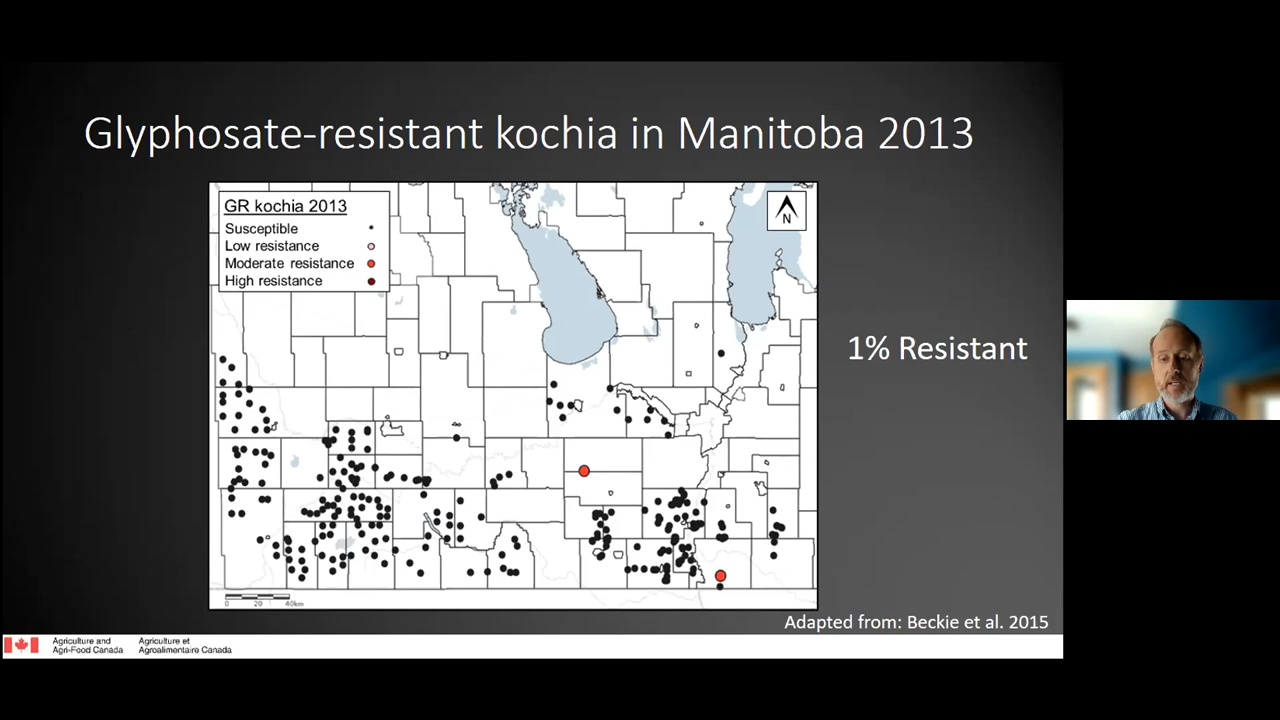 Glyphosate-resistant kochia in Manitoba 2013
GR kochia 2013
Susceptible
Low resistance
Moderate resistance
High resistance
N
1% Resistant
0 20 40km
Adapted from: Beckie et al. 2015
Agriculture and Agriculture et
Agri-Food Canada Agroalimentaire Canada